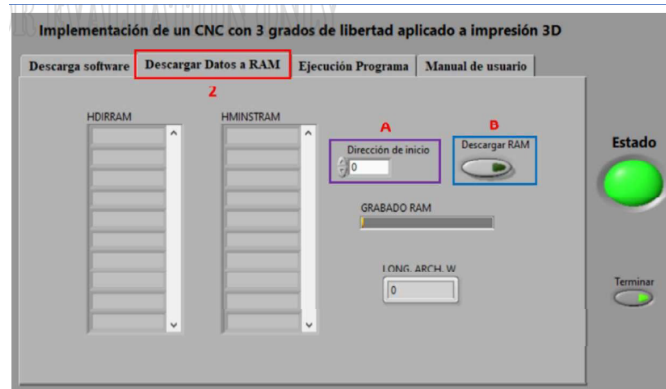 Implementación de un CNC con 3 grados de libertad aplicado a impresión 3D
Descarga software
Descargar Datos a RAM
Ejecución Programa
Manual de usuario
2
HDIRRAM
HMINSTRAM
A
Dirección de inicio
0
B
Descargar RAM
GRABADO RAM
LONG. ARCH. W
0
Estado
Terminar